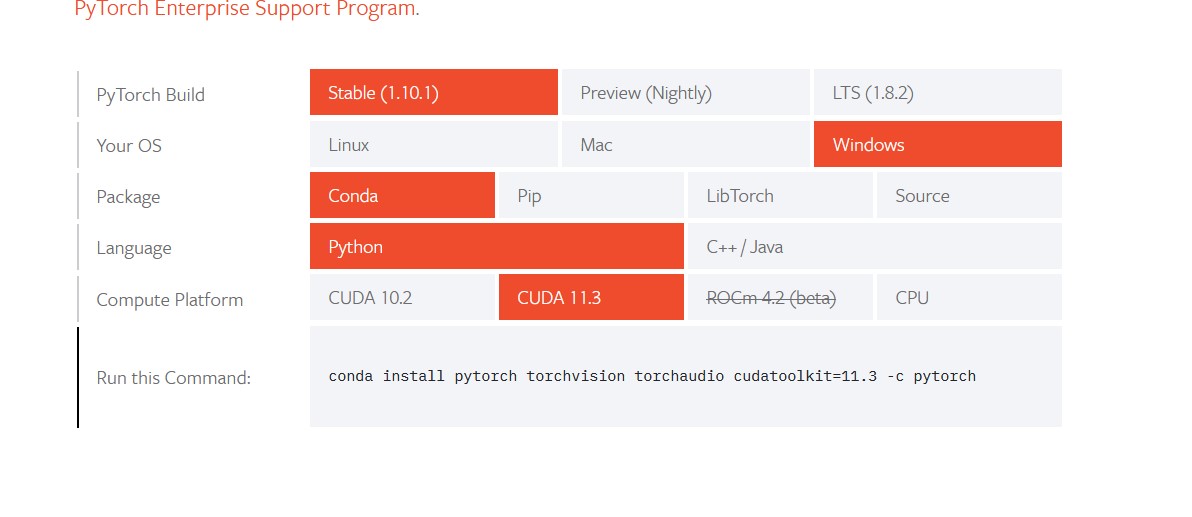 PyTorch Enterprise Support Program.
PyTorch Build Stable (1.10.1) Preview (Nightly) LTS (1.8.2)
Your OS Linux Mac Windows
Package Conda Pip LibTorch Source
Language Python C++ / Java
Compute Platform CUDA 10.2 CUDA 11.3 ROCm 4.2 (beta) CPU
Run this Command: conda install pytorch torchvision torchaudio cudatoolkit=11.3 -c pytorch